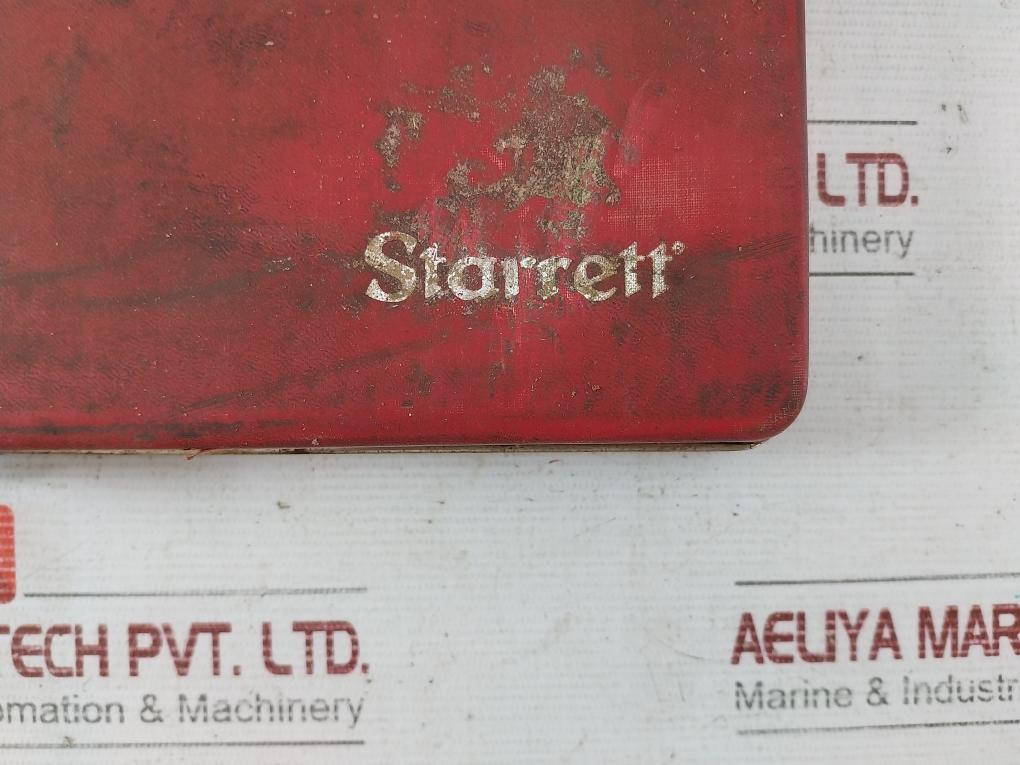 LTD.
hinery
Starrett®
TECH PVT. LTD.
AELIYA MAR
omation & Machinery
Marine & Industr